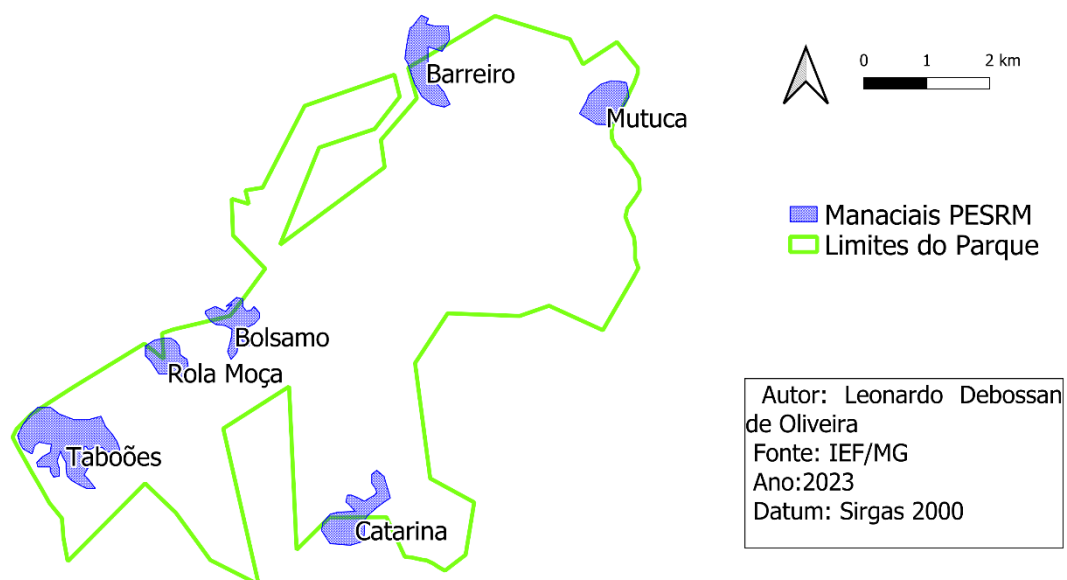 Barreiro
Mutuca
0 1 2 km
Manaciais PESRM
Limites do Parque
Bolsamo
Rola Moça
Taboões
Catarina
Autor: Leonardo Debossan
de Oliveira
Fonte: IEF/MG
Ano:2023
Datum: Sirgas 2000